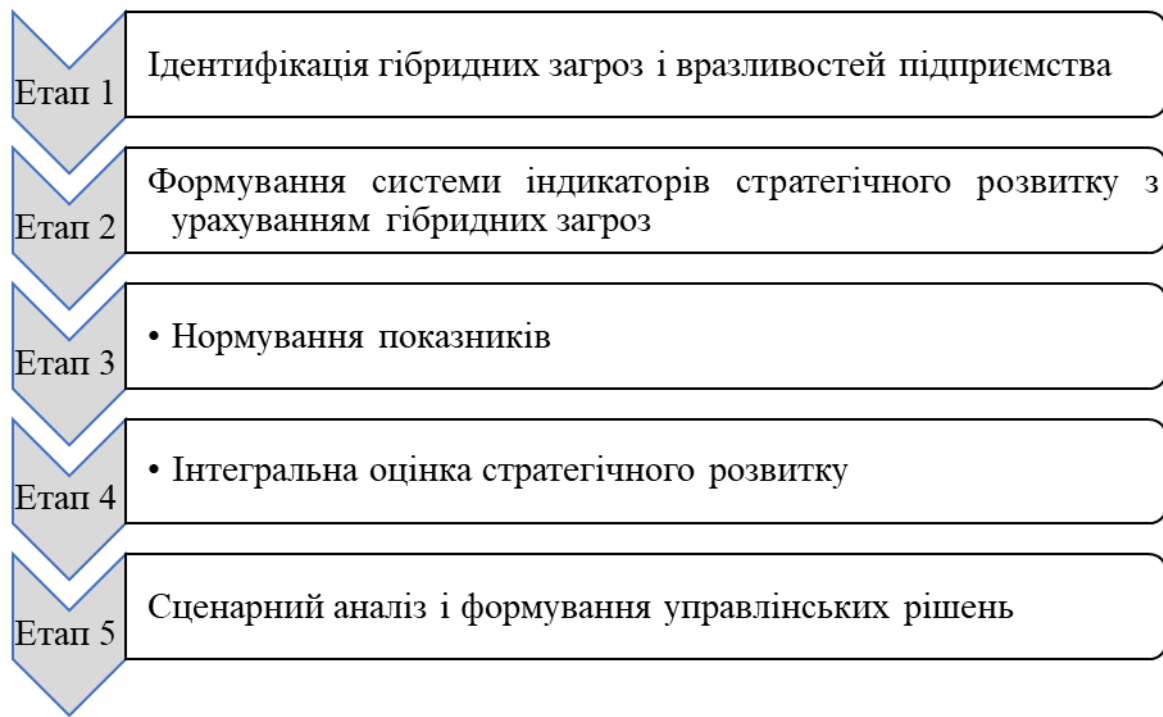 Етап 1
Ідентифікація гібридних загроз і вразливостей підприємства
Етап 2
Формування системи індикаторів стратегічного розвитку з
урахуванням гібридних загроз
Етап 3
• Нормування показників
Етап 4
• Інтегральна оцінка стратегічного розвитку
Етап 5
Сценарний аналіз і формування управлінських рішень